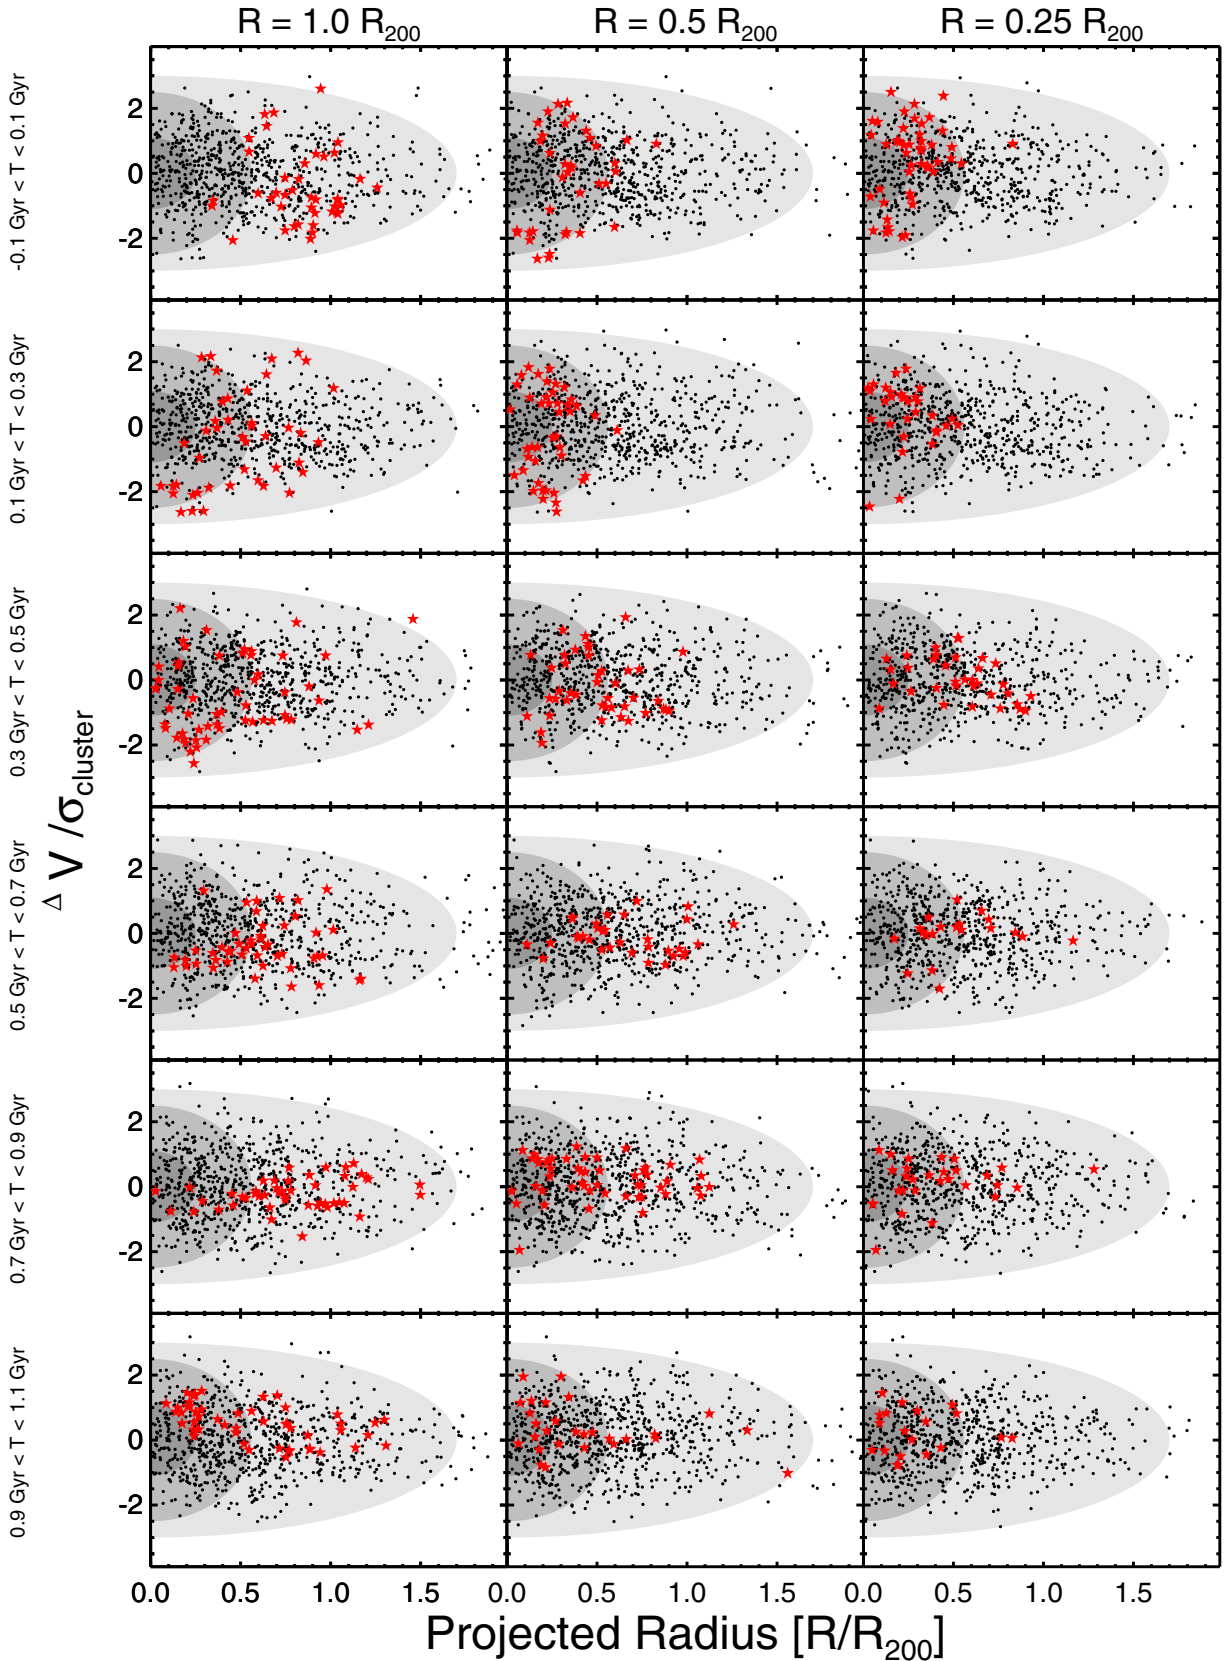 R = 1.0 R200 R = 0.5 R200 R = 0.25 R200
-0.1 Gyr < T < 0.1 Gyr
0.1 Gyr < T < 0.3 Gyr
0.3 Gyr < T < 0.5 Gyr
0.5 Gyr < T < 0.7 Gyr
0.7 Gyr < T < 0.9 Gyr
0.9 Gyr < T < 1.1 Gyr
Δ V /σcluster
2
0
-2
2
0
-2
2
0
-2
2
0
-2
2
0
-2
2
0
-2
0.0 0.5 1.0 1.5 0.0 0.5 1.0 1.5 0.0 0.5 1.0 1.5
Projected Radius [R/R200]